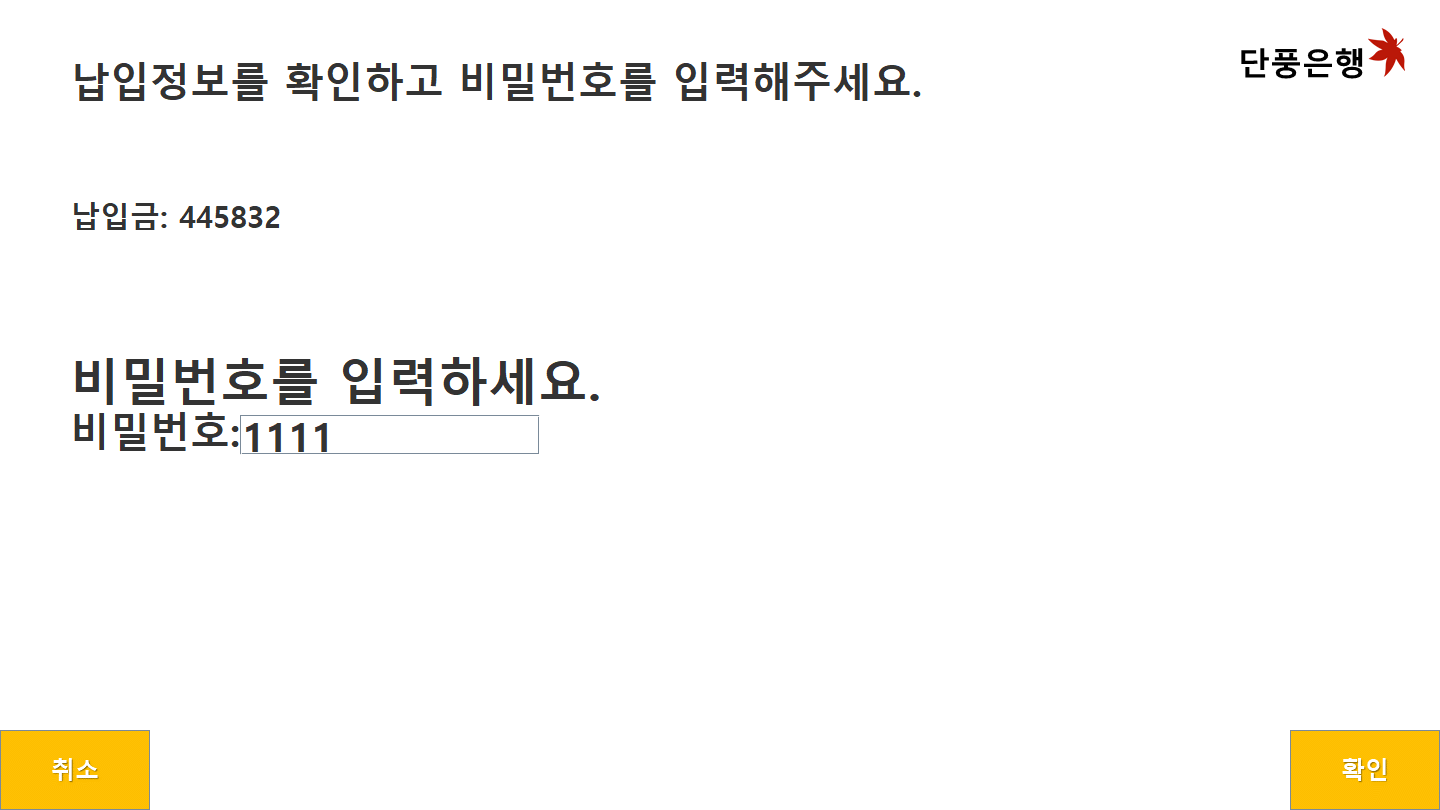 납입정보를 확인하고 비밀번호를 입력해주세요.
단풍은행
납입금: 445832
비밀번호를 입력하세요.
비밀번호:1111
취소
확인